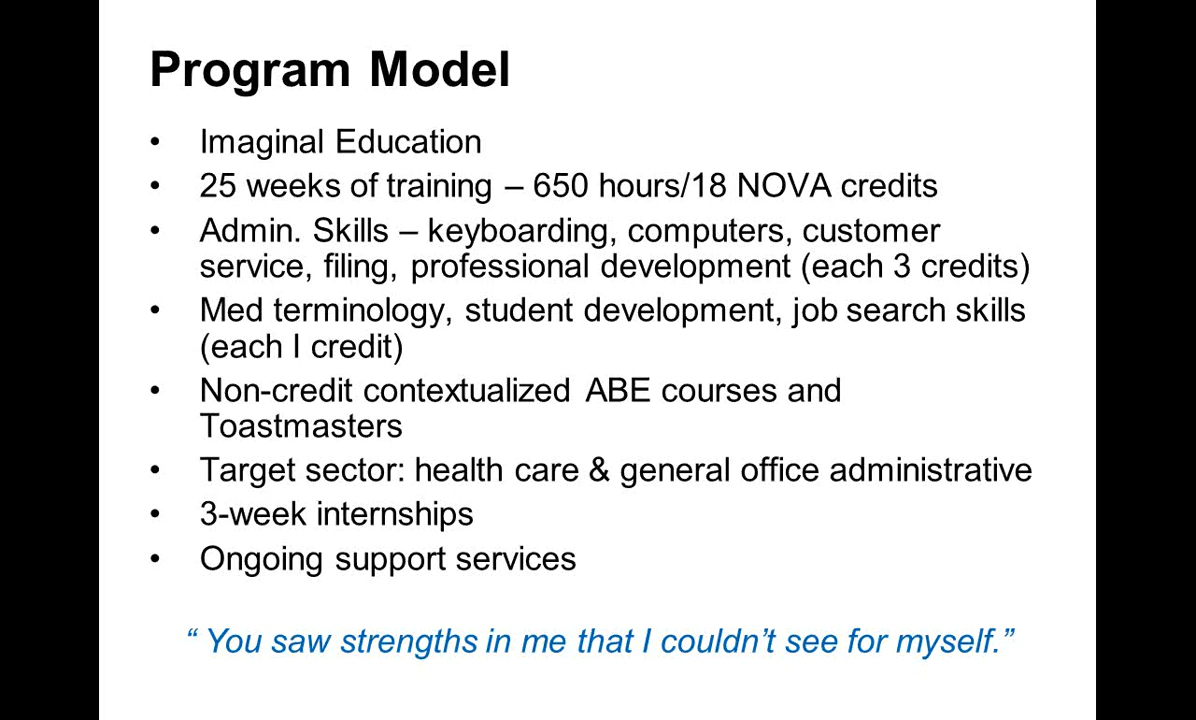 Program Model
• Imaginal Education
• 25 weeks of training – 650 hours/18 NOVA credits
• Admin. Skills – keyboarding, computers, customer
service, filing, professional development (each 3 credits)
• Med terminology, student development, job search skills
(each I credit)
• Non-credit contextualized ABE courses and
Toastmasters
• Target sector: health care & general office administrative
• 3-week internships
• Ongoing support services
“ You saw strengths in me that I couldn’t see for myself.”